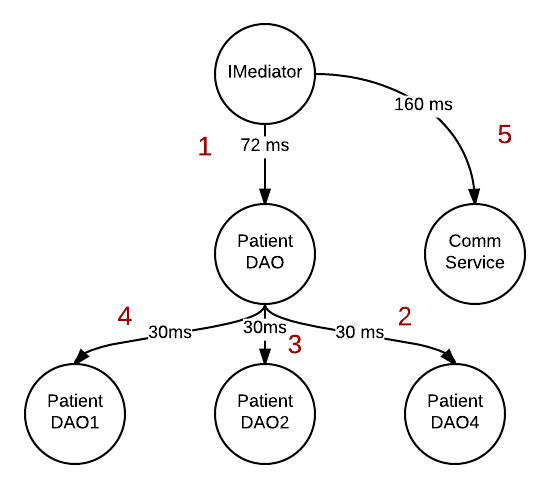 IMediator
160 ms
1
72 ms
5
Patient
DAO
Comm
Service
4
30ms
30ms
3
30 ms
2
Patient
DAO1
Patient
DAO2
Patient
DAO4